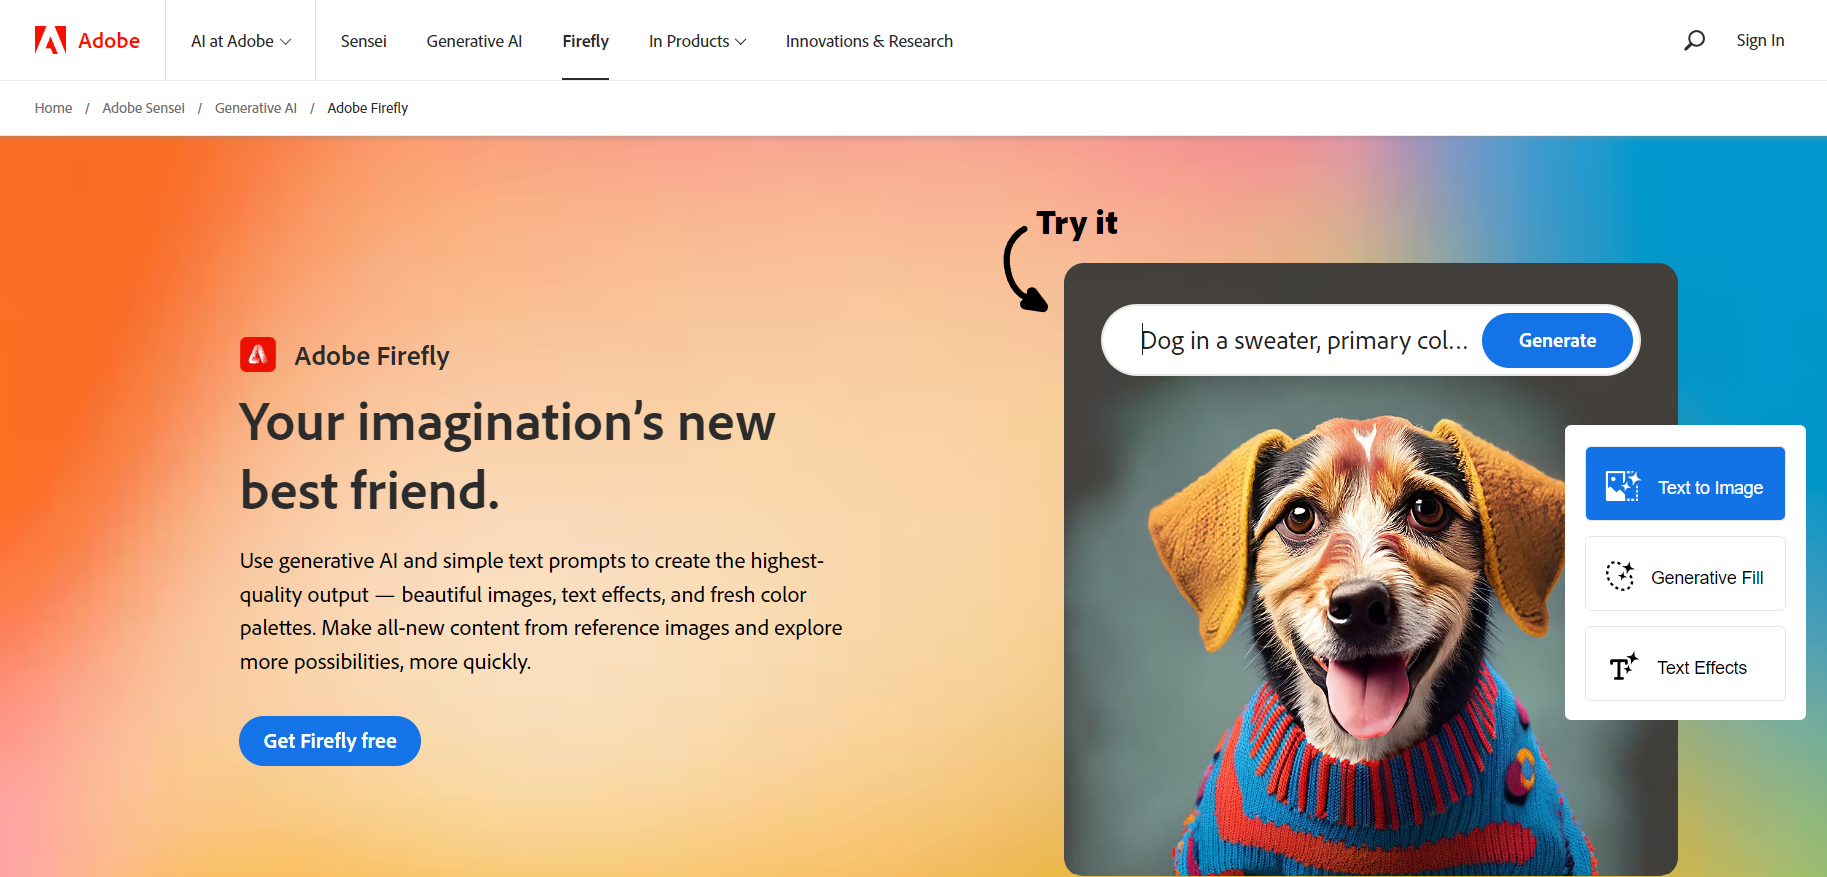 Adobe
AI at Adobe
Sensei
Generative AI
Firefly
In Products
Innovations & Research
Sign In
Home / Adobe Sensei / Generative AI / Adobe Firefly
Try it
Dog in a sweater, primary col...
Generate
Adobe Firefly
Your imagination’s new
best friend.
Use generative AI and simple text prompts to create the highest-
quality output — beautiful images, text effects, and fresh color
palettes. Make all-new content from reference images and explore
more possibilities, more quickly.
Get Firefly free
Text to Image
Generative Fill
Text Effects